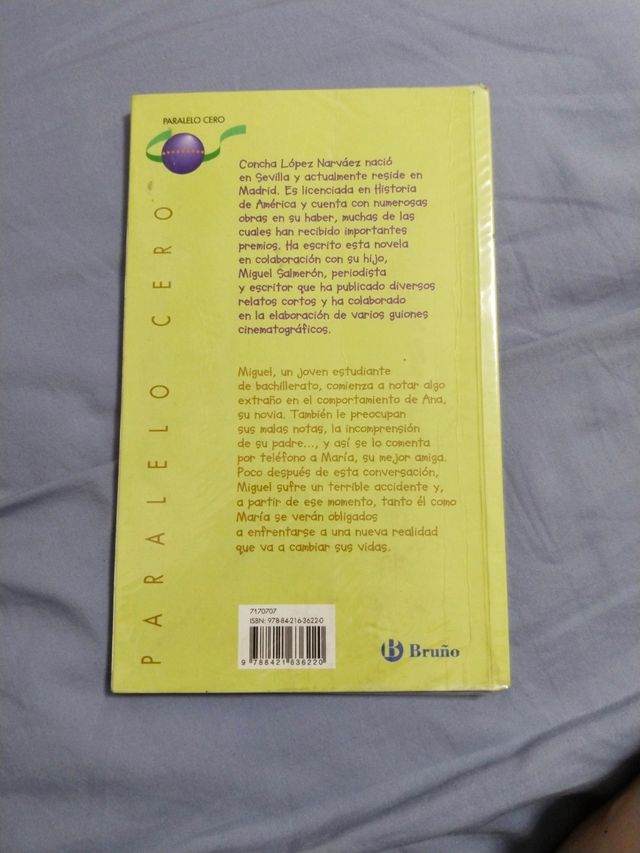 PARALELO CERO
PARALELO CERO
Concha López Narváez nació
en Sevilla y actualmente reside en
Madrid. Es licenciada en Historia
de América y cuenta con numerosas
obras en su haber, muchas de las
cuales han recibido importantes
premios. Ha escrito esta novela
en colaboración con su hijo,
Miguel Salmerón, periodista
y escritor que ha publicado diversos
relatos cortos y ha colaborado
en la elaboración de varios guiones
cinematográficos.
Miguel, un joven estudiante
de bachillerato, comienza a notar algo
extraño en el comportamiento de Ana,
su novia. También le preocupan
sus malas notas, la incomprensión
de su padre..., y así se lo comenta
por teléfono a María, su mejor amiga.
Poco después de esta conversación,
Miguel sufre un terrible accidente y,
a partir de ese momento, tanto él como
María se verán obligados
a enfrentarse a una nueva realidad
que va a cambiar sus vidas.
7170707
ISBN: 978-84-216-3622-0
9 788421 636220
B Bruño